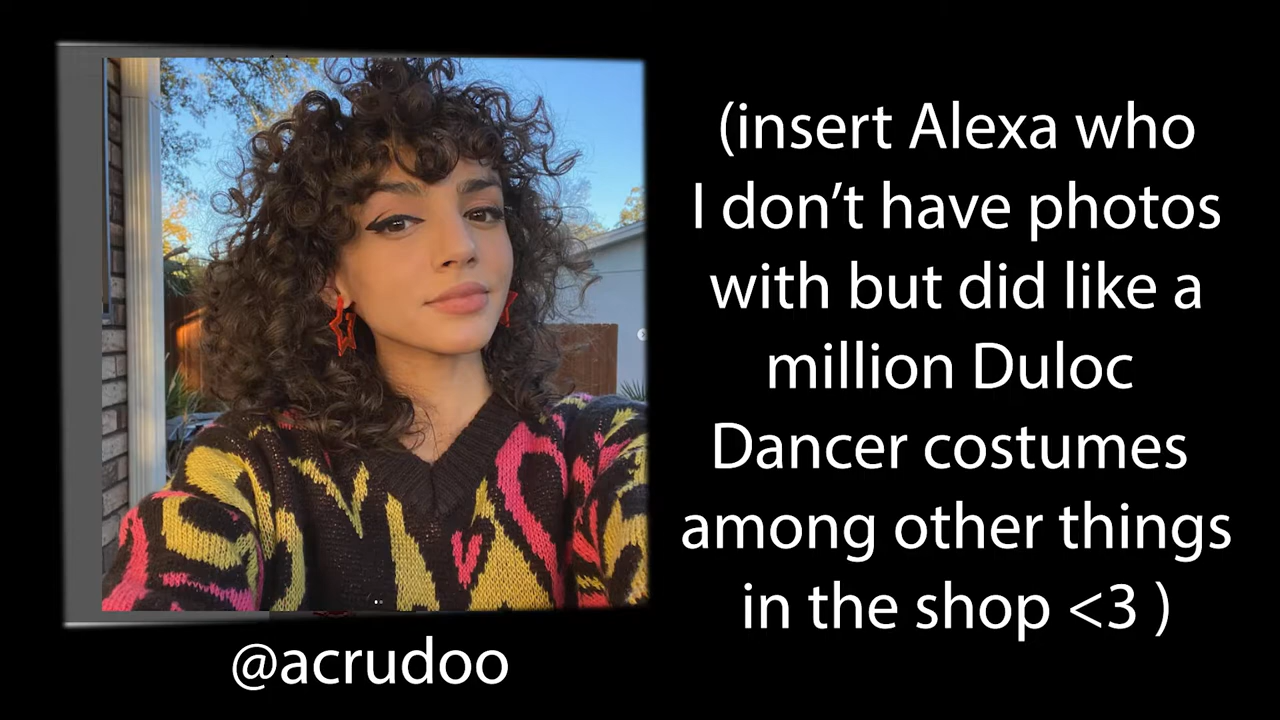 (insert Alexa who
I don’t have photos
with but did like a
million Duloc
Dancer costumes
among other things
in the shop <3 )
@acrudoo